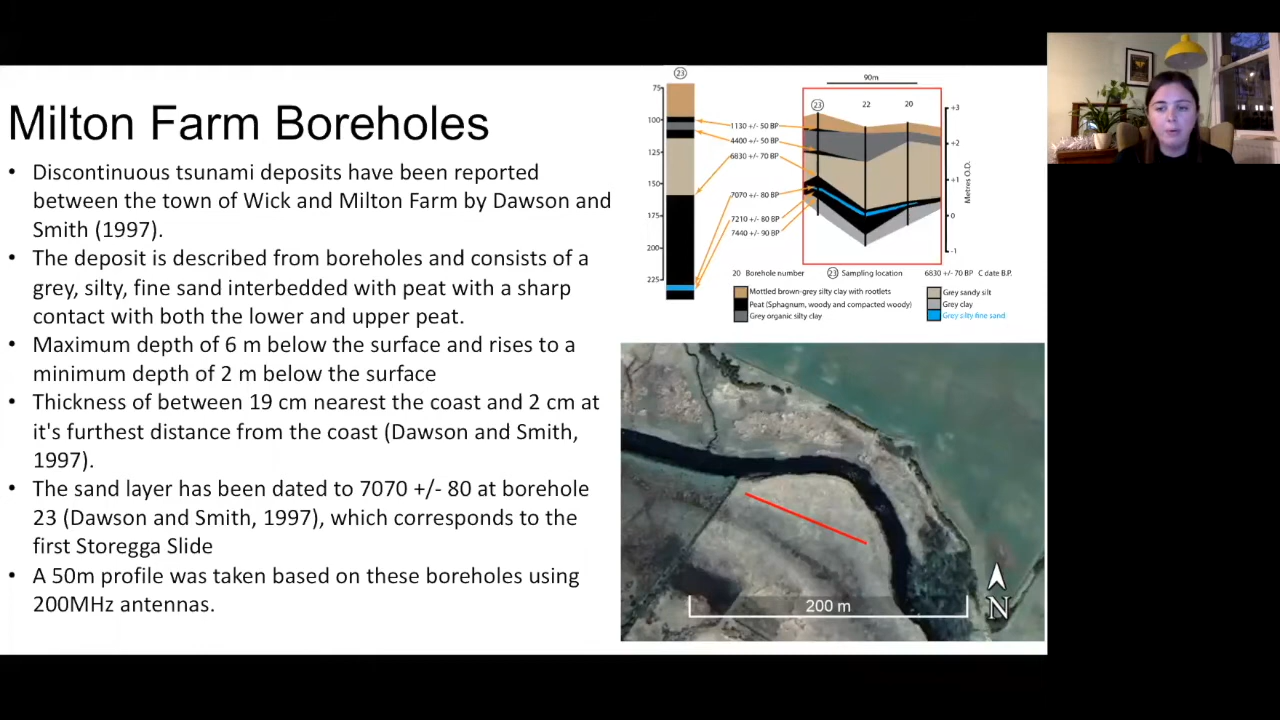 Milton Farm Boreholes
• Discontinuous tsunami deposits have been reported
between the town of Wick and Milton Farm by Dawson and
Smith (1997).
• The deposit is described from boreholes and consists of a
grey, silty, fine sand interbedded with peat with a sharp
contact with both the lover and upper peat.
• Maximum depth of 6 m below the surface and rises to a
minimum depth of 2 m below the surface
• Thickness of between 19 cm nearest the coast and 2 cm at
it's furthest distance from the coast (Dawson and Smith,
1997).
• The sand layer has been dated to 7070 +/- 80 at borehole
23 (Dawson and Smith, 1997), which corresponds to the
first Storegga Slide
• A 50m profile was taken based on these boreholes using
200MHz antennas.
23
75
100
125
150
175
200
225
1130 +/- 50 BP
4400 +/- 50 BP
6830 +/- 70 BP
7070 +/- 80 BP
7210 +/- 80 BP
7440 +/- 90 BP
90m
23 22 20
+3
+2
+1
0
-1
Metres O.D.
20 Borehole number
23 Sampling location
6830 +/- 70 BP C date B.P.
Mottled brown-grey silty clay with rootlets
Peat (Sphagnum, woody and compacted woody)
Grey organic silty clay
Grey sandy silt
Grey clay
Grey silty fine sand
200 m
N